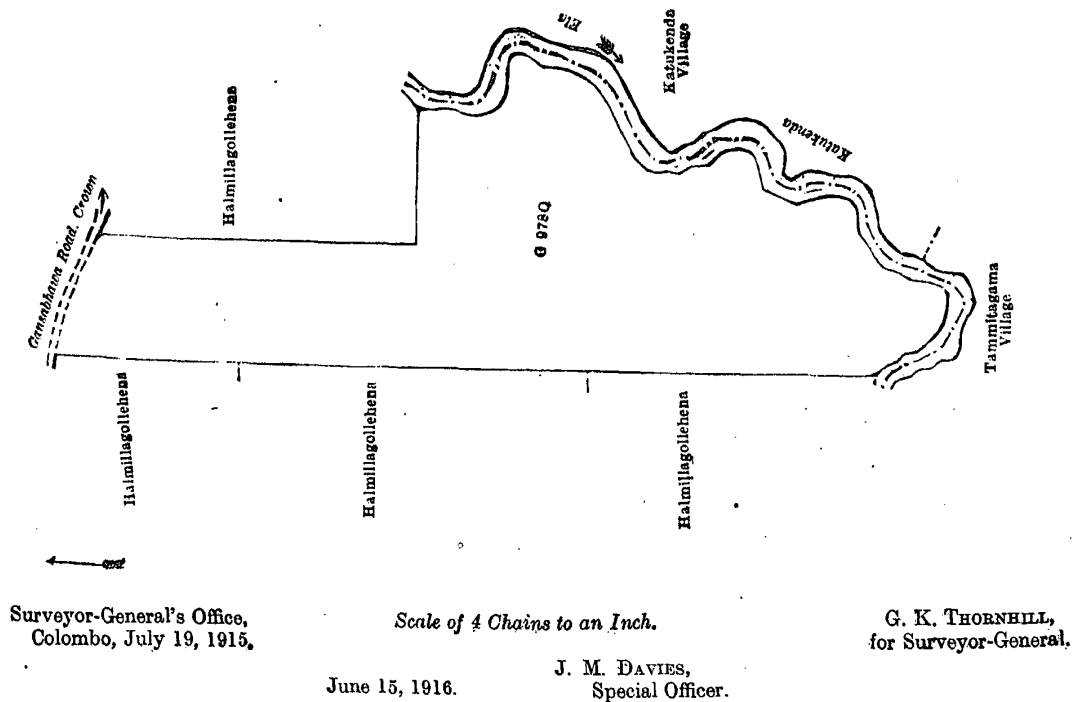 Ela
Katukenda
Village
Katukenda
Halmillagollehena
Gansabhawa Road. Crown
G 978Q
Tammitagama
Village
Halmillagollehena
Halmillagollehena
Halmillagollehena
Surveyor-General's Office,
Colombo, July 19, 1915.
Scale of 4 Chains to an Inch.
G. K. THORNHILL,
for Surveyor-General.
June 15, 1916.
J. M. DAVIES,
Special Officer.